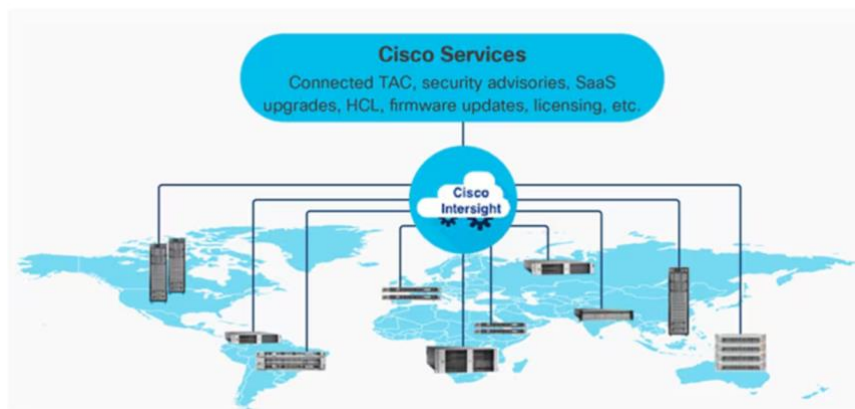 Cisco Services
Connected TAC, security advisories, SaaS
upgrades, HCL, firmware updates, licensing, etc.
Cisco
Intersight